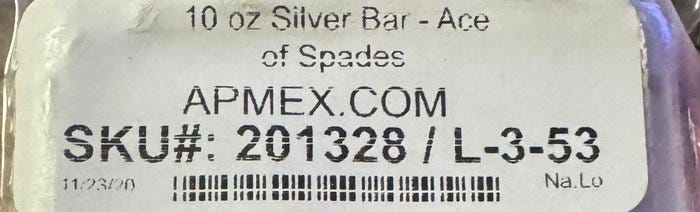 10 oz Silver Bar - Ace
of Spades
APMEX.COM
SKU#: 201328 / L-3-53
11/23/20
Na.Lo